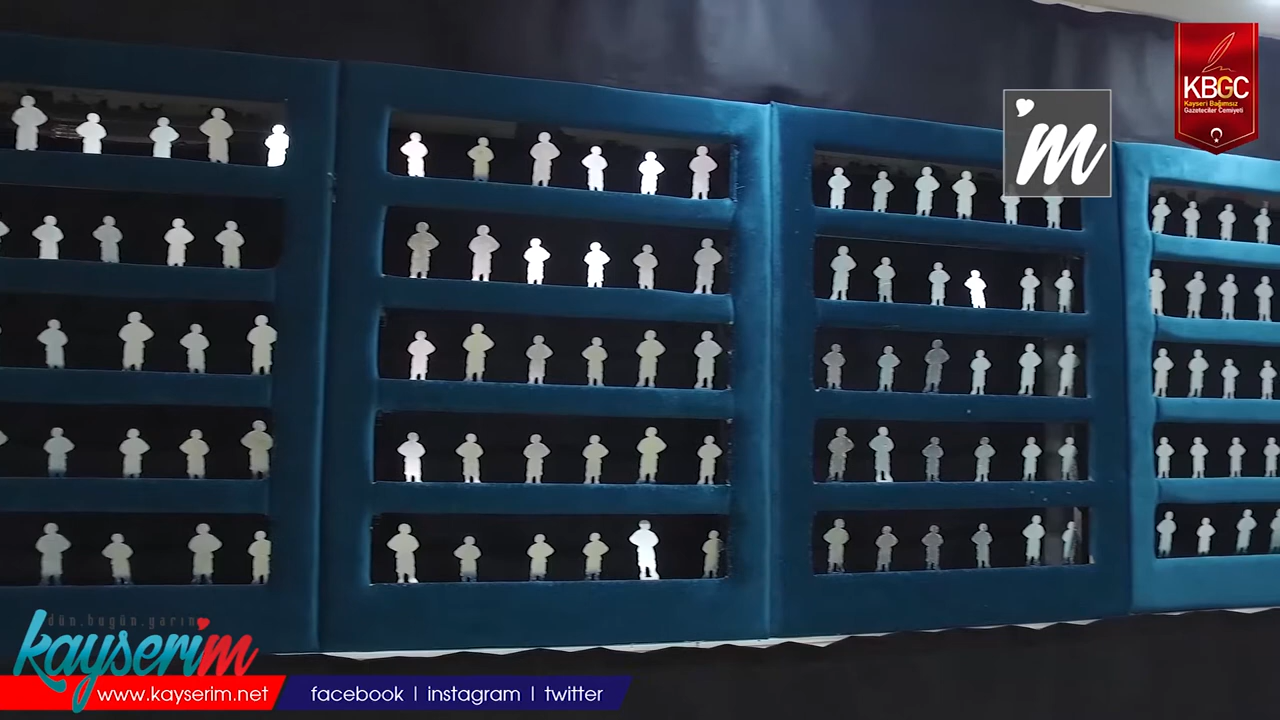 KBGC
Kayseri Bağımsız
Gazeteciler Cemiyeti
'm
dün.bugün.yarın
kayserim
www.kayserim.net
facebook | instagram | twitter